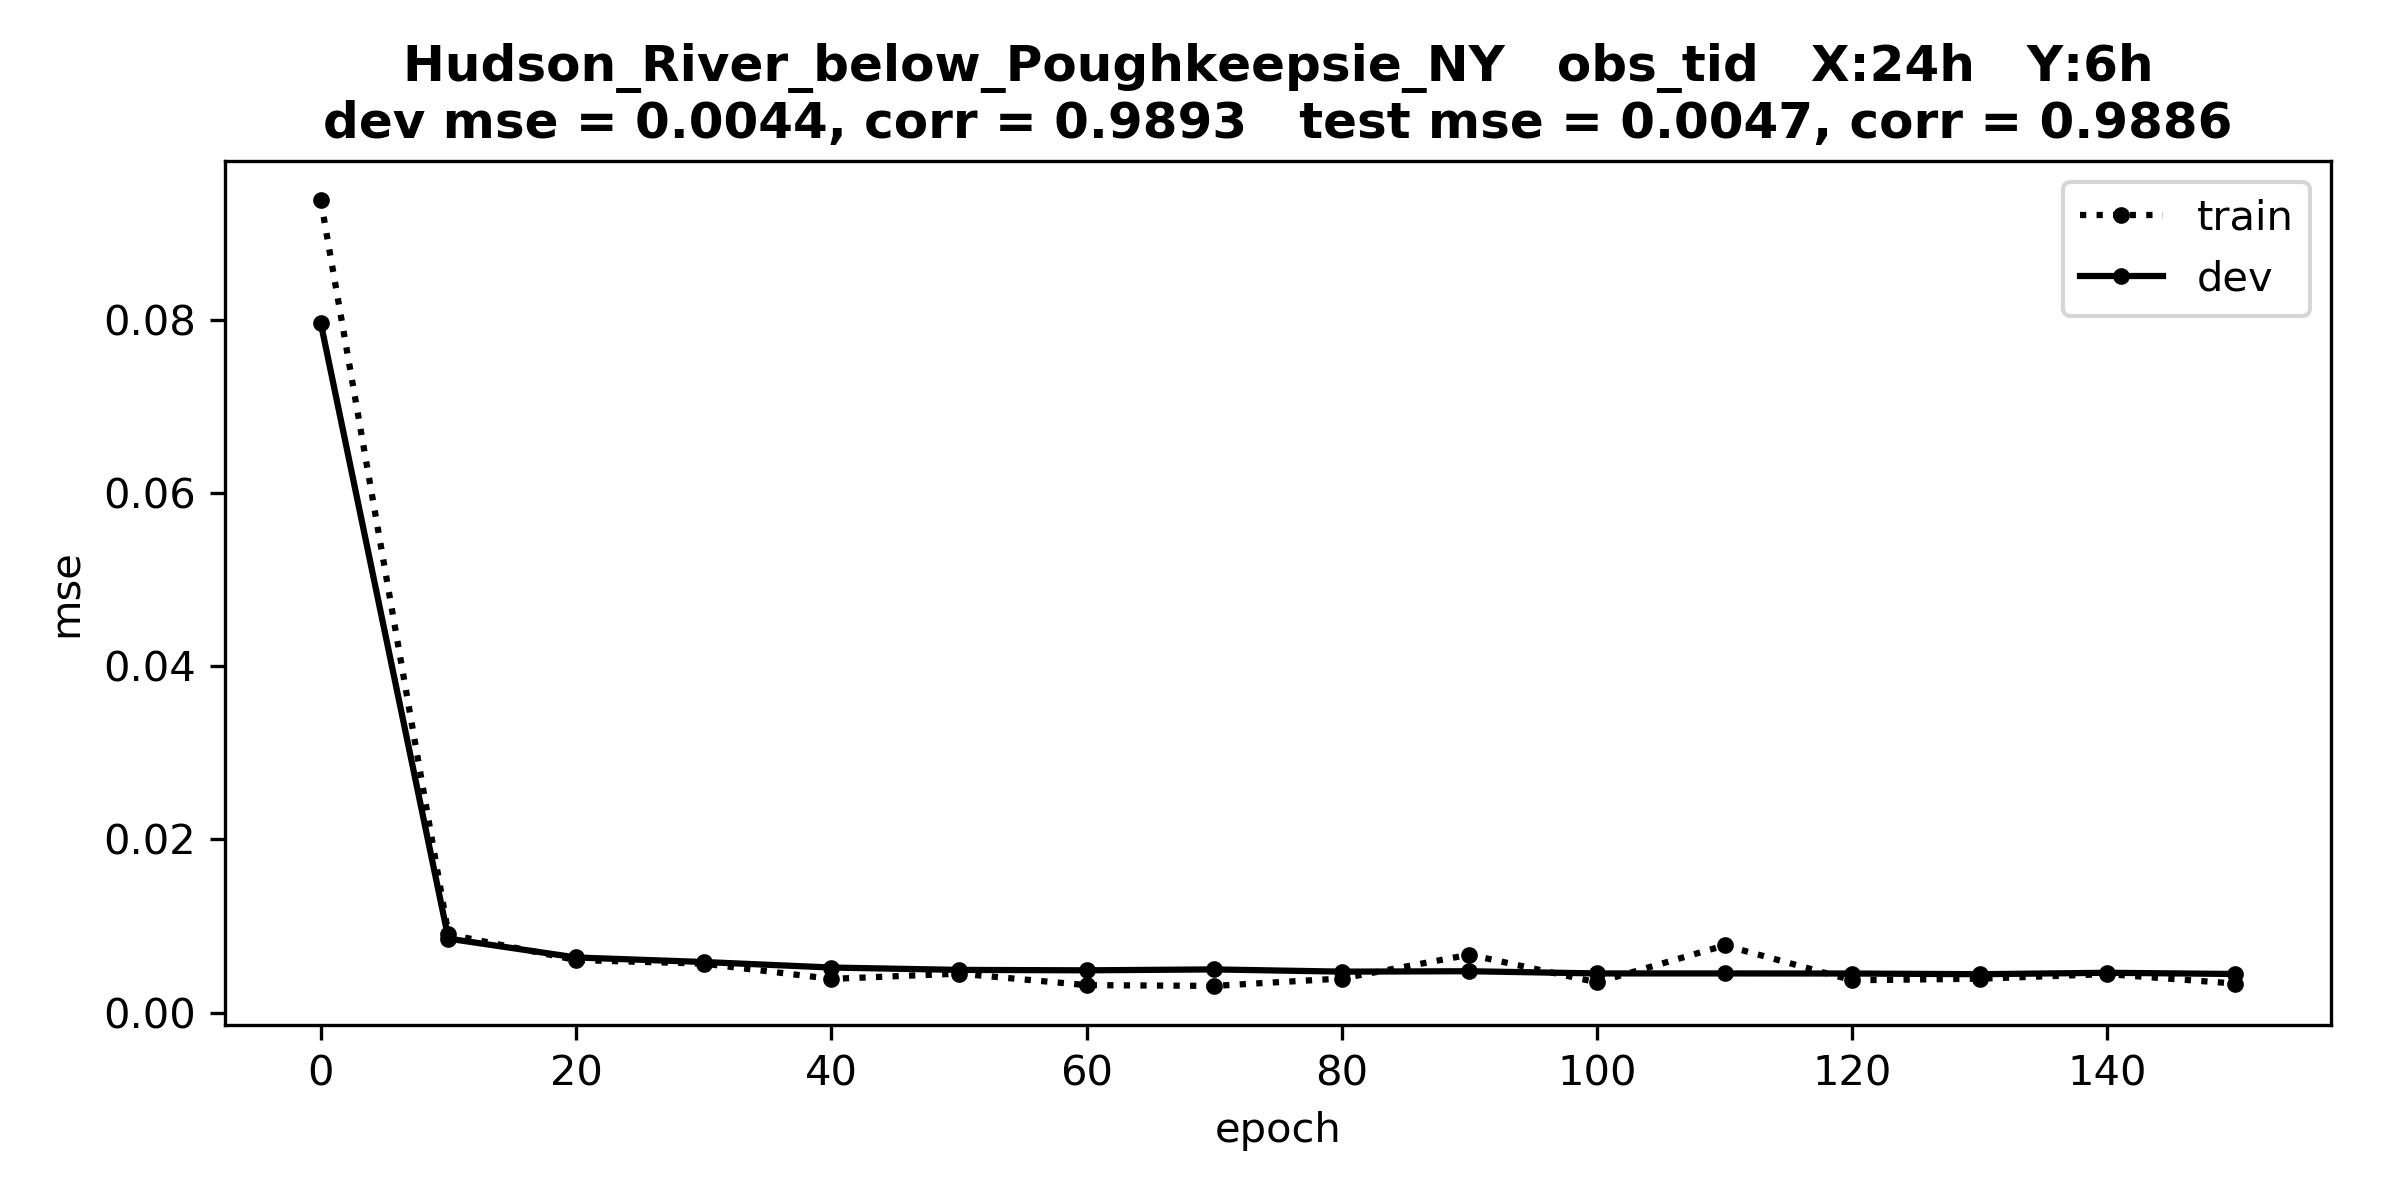 Hudson_River_below_Poughkeepsie_NY obs_tid X:24h Y:6h
dev mse = 0.0044, corr = 0.9893 test mse = 0.0047, corr = 0.9886
train
dev
0.08
0.06
0.04
0.02
0.00
mse
0 20 40 60 80 100 120 140
epoch